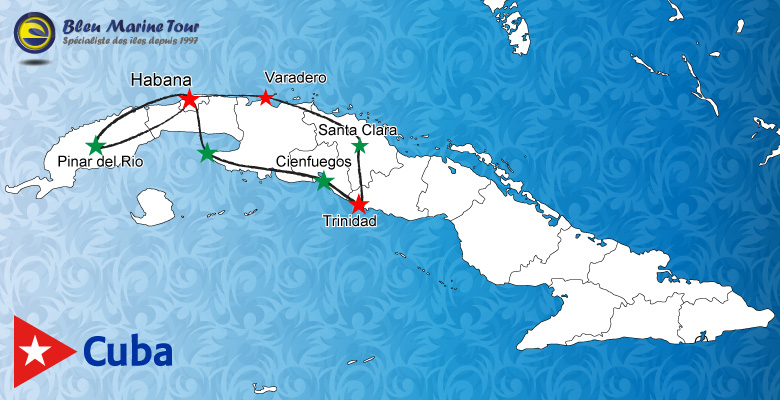 Bleu Marine Tour
Spécialiste des îles depuis 1997
Habana
Varadero
Santa Clara
Pinar del Rio
Cienfuegos
Trinidad
Cuba